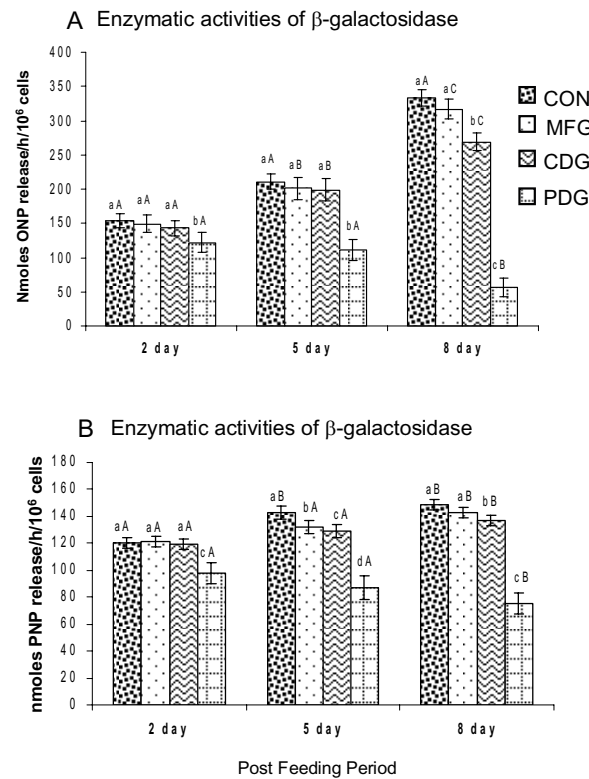 A Enzymatic activities of β-galactosidase
400
350
300
250
200
150
100
50
0
Nmoles ONP release/h/10⁶ cells
aA aA aA bA
aA aB aB bA
aA aC bC cB
2 day 5 day 8 day
CON
MFG
CDG
PDG
B Enzymatic activities of β-galactosidase
180
160
140
120
100
80
60
40
20
0
nmoles PNP release/h/10⁶ cells
aA aA aA cA
aB bA cA dA
aB aB bB cB
2 day 5 day 8 day
Post Feeding Period